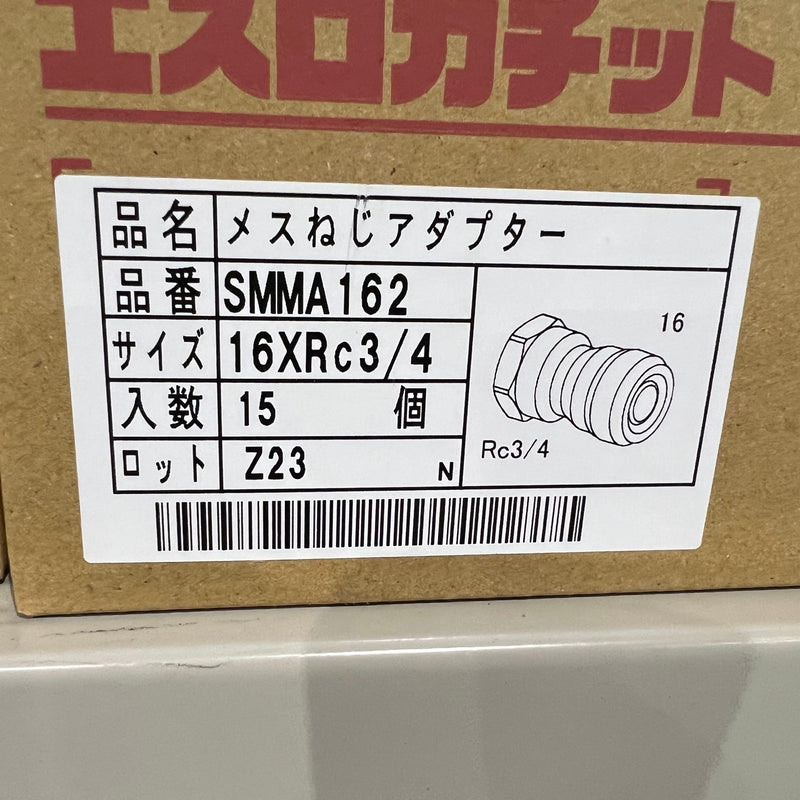 エスロカチット
品名 メスねじアダプター
品番 SMMA162
サイズ 16XRc3/4
入数 15 個
ロット Z23 N
16
Rc3/4